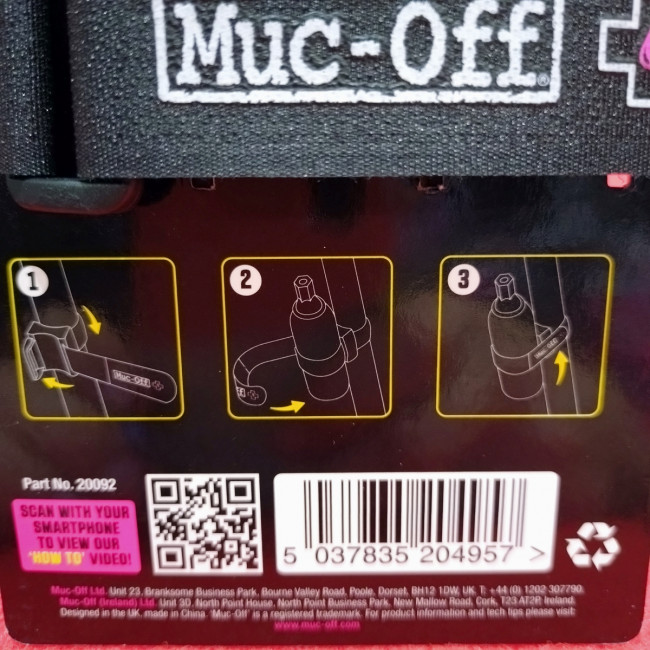 Muc-Off®
1
2
3
Muc-Off
Muc-Off
Part No. 20092
SCAN WITH YOUR
SMARTPHONE
TO VIEW OUR
'HOW TO' VIDEO!
5 037835 204957 >
Muc-Off Ltd. Unit 23, Branksome Business Park, Bourne Valley Road, Poole, Dorset, BH12 1DW, UK. T: +44 (0) 1202 307790.
Muc-Off (Ireland) Ltd. Unit 3D, North Point House, North Point Business Park, New Mallow Road, Cork, T23 AT2P, Ireland.
Designed in the UK, made in China. 'Muc-Off' is a registered trademark. For product information and tech tips please visit:
www.muc-off.com